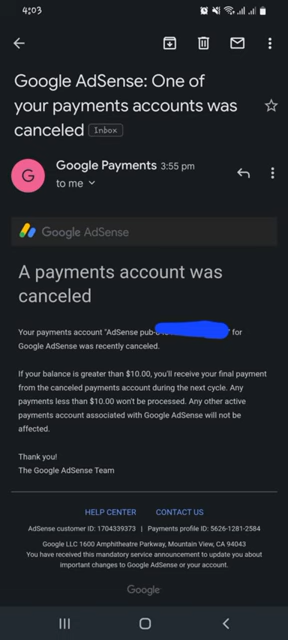 4:03
Google AdSense: One of
your payments accounts was
canceled Inbox
G
Google Payments 3:55 pm
to me
Google AdSense
A payments account was
canceled
Your payments account "AdSense pub- for
Google AdSense was recently canceled.
If your balance is greater than $10.00, you'll receive your final payment
from the canceled payments account during the next cycle. Any
payments less than $10.00 won't be processed. Any other active
payments account associated with Google AdSense will not be
affected.
Thank you!
The Google AdSense Team
HELP CENTER CONTACT US
AdSense customer ID: 1704339373 | Payments profile ID: 5626-1281-2584
Google LLC 1600 Amphitheatre Parkway, Mountain View, CA 94043
You have received this mandatory service announcement to update you about
important changes to Google AdSense or your account.
Google